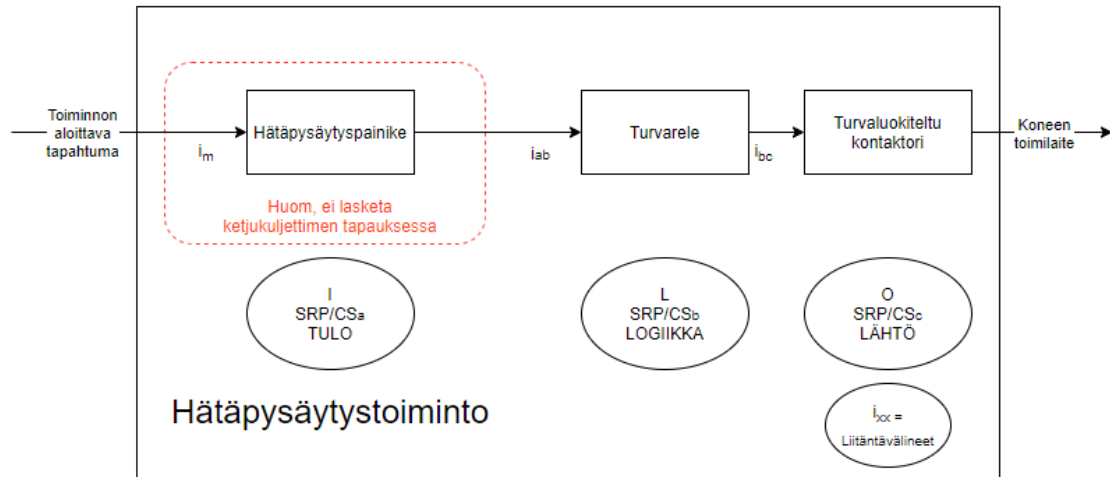 Toiminnon
aloittava
tapahtuma
im
Hätäpysäytyspainike
iab
Turvarele
ibc
Turvaluokiteltu
kontaktori
Koneen
toimilaite
Huom, ei lasketa
ketjukuljettimen tapauksessa
I
SRP/CSa
TULO
L
SRP/CSb
LOGIIKKA
O
SRP/CSc
LÄHTÖ
Hätäpysäytystoiminto
ixx =
Liitäntävälineet